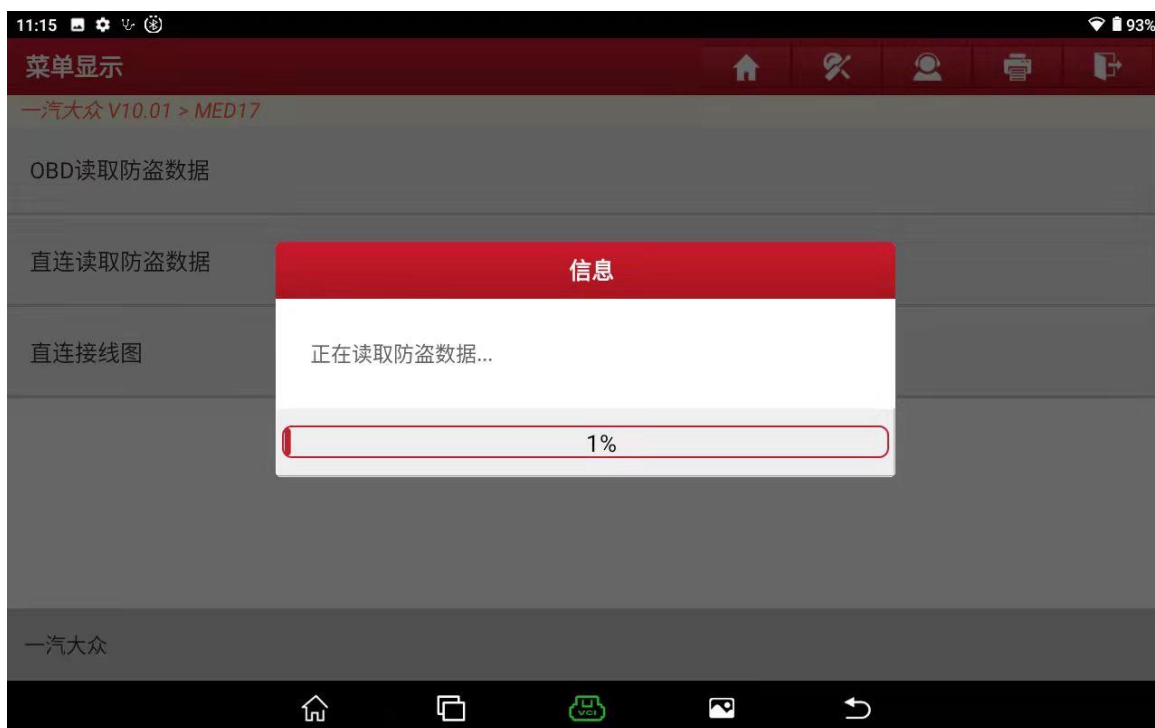 11:15
93%
菜单显示
一汽大众 V10.01 > MED17
OBD读取防盗数据
直连读取防盗数据
信息
直连接线图
正在读取防盗数据...
1%
一汽大众
VCI